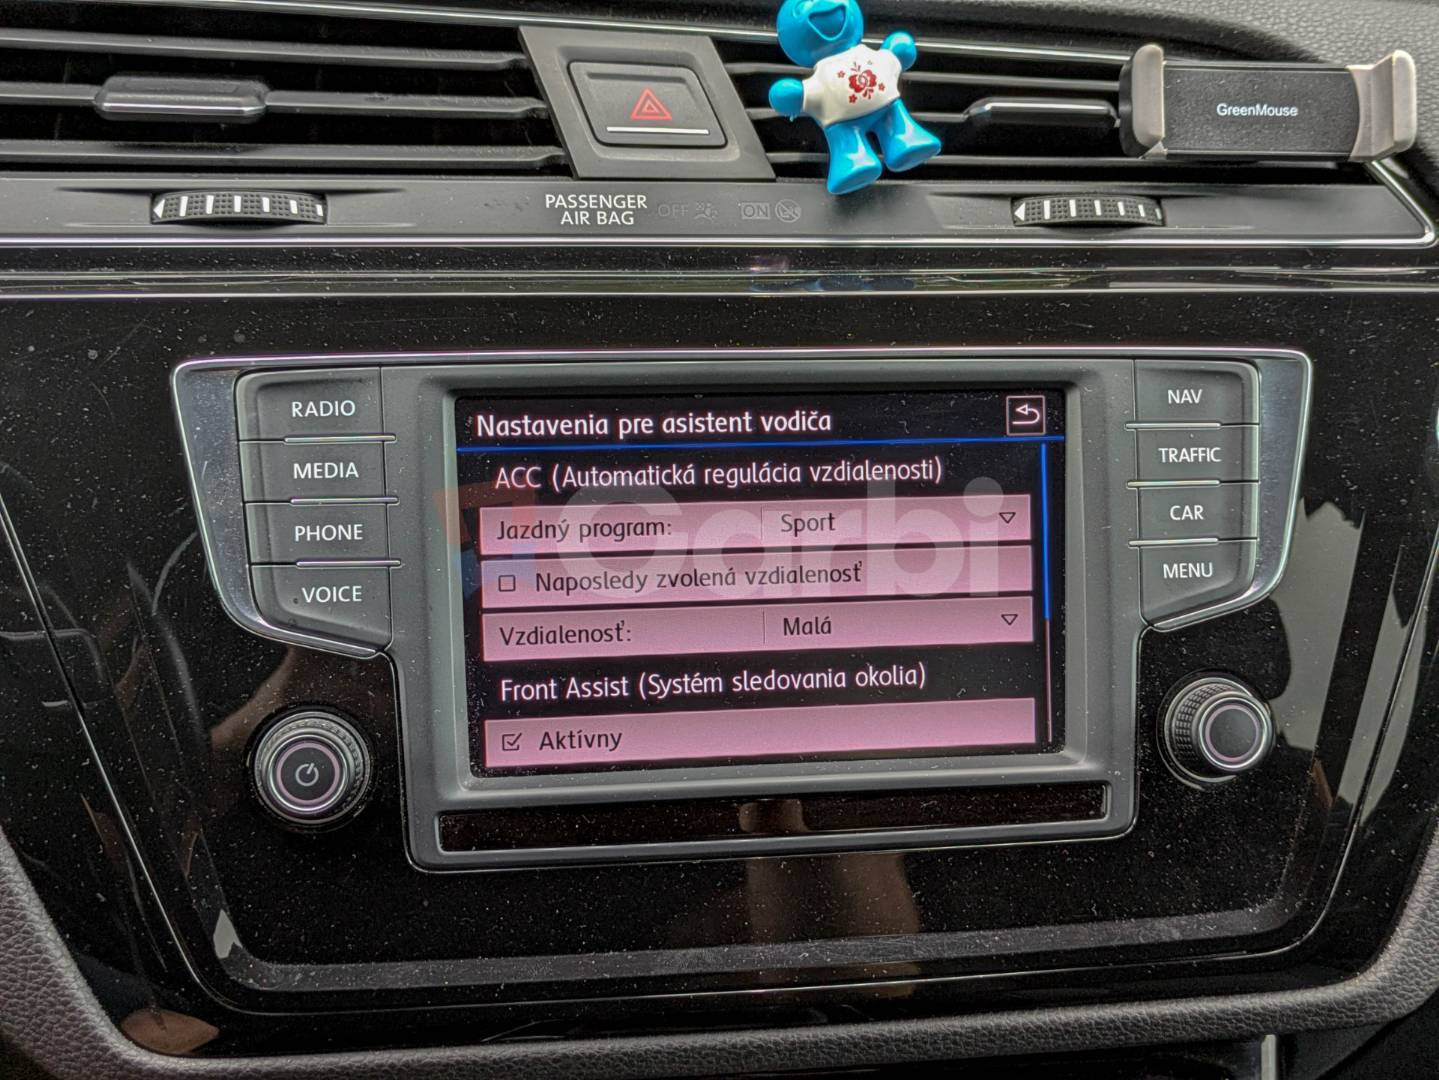 GreenMouse
PASSENGER
AIR BAG
OFF
ON
RADIO
MEDIA
PHONE
VOICE
Nastavenia pre asistent vodiča
ACC (Automatická regulácia vzdialenosti)
Jazdný program: Sport
Naposledy zvolená vzdialenosť
Vzdialenosť: Malá
Front Assist (Systém sledovania okolia)
Aktívny
NAV
TRAFFIC
CAR
MENU
Garbi